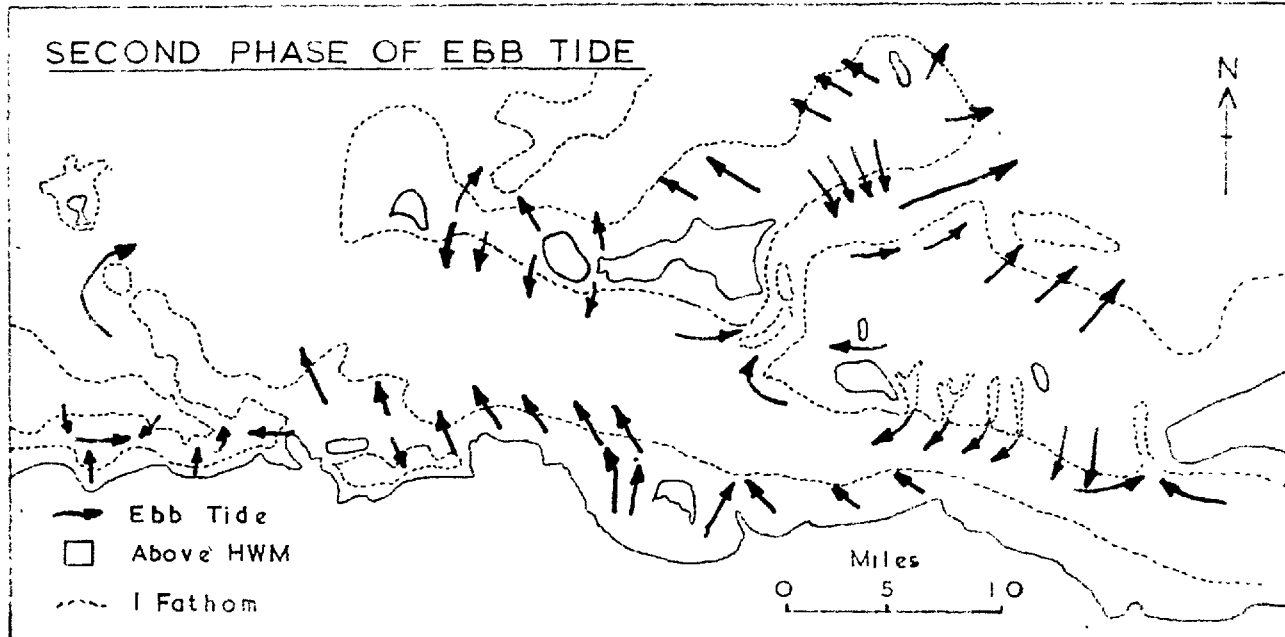 SECOND PHASE OF EBB TIDE
N
Ebb Tide
Above HWM
1 Fathom
Miles
0 5 10